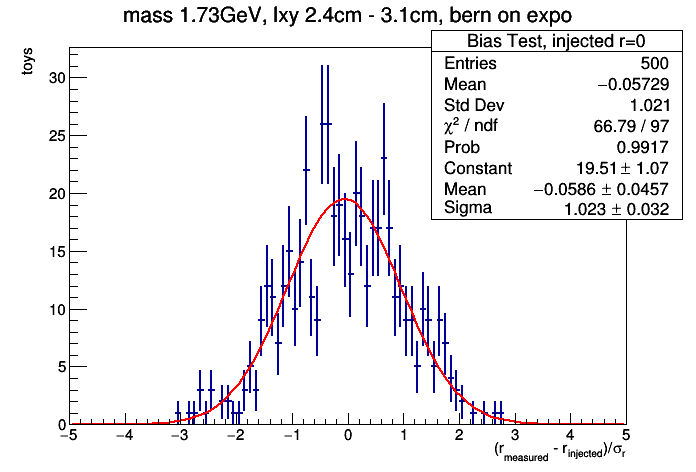 mass 1.73GeV, lxy 2.4cm - 3.1cm, bern on expo
toys
Bias Test, injected r=0
Entries 500
Mean −0.05729
Std Dev 1.021
χ² / ndf 66.79 / 97
Prob 0.9917
Constant 19.51 ± 1.07
Mean −0.0586 ± 0.0457
Sigma 1.023 ± 0.032
30
25
20
15
10
5
0
−5 −4 −3 −2 −1 0 1 2 3 4 5
(r_measured - r_injected)/σ_r